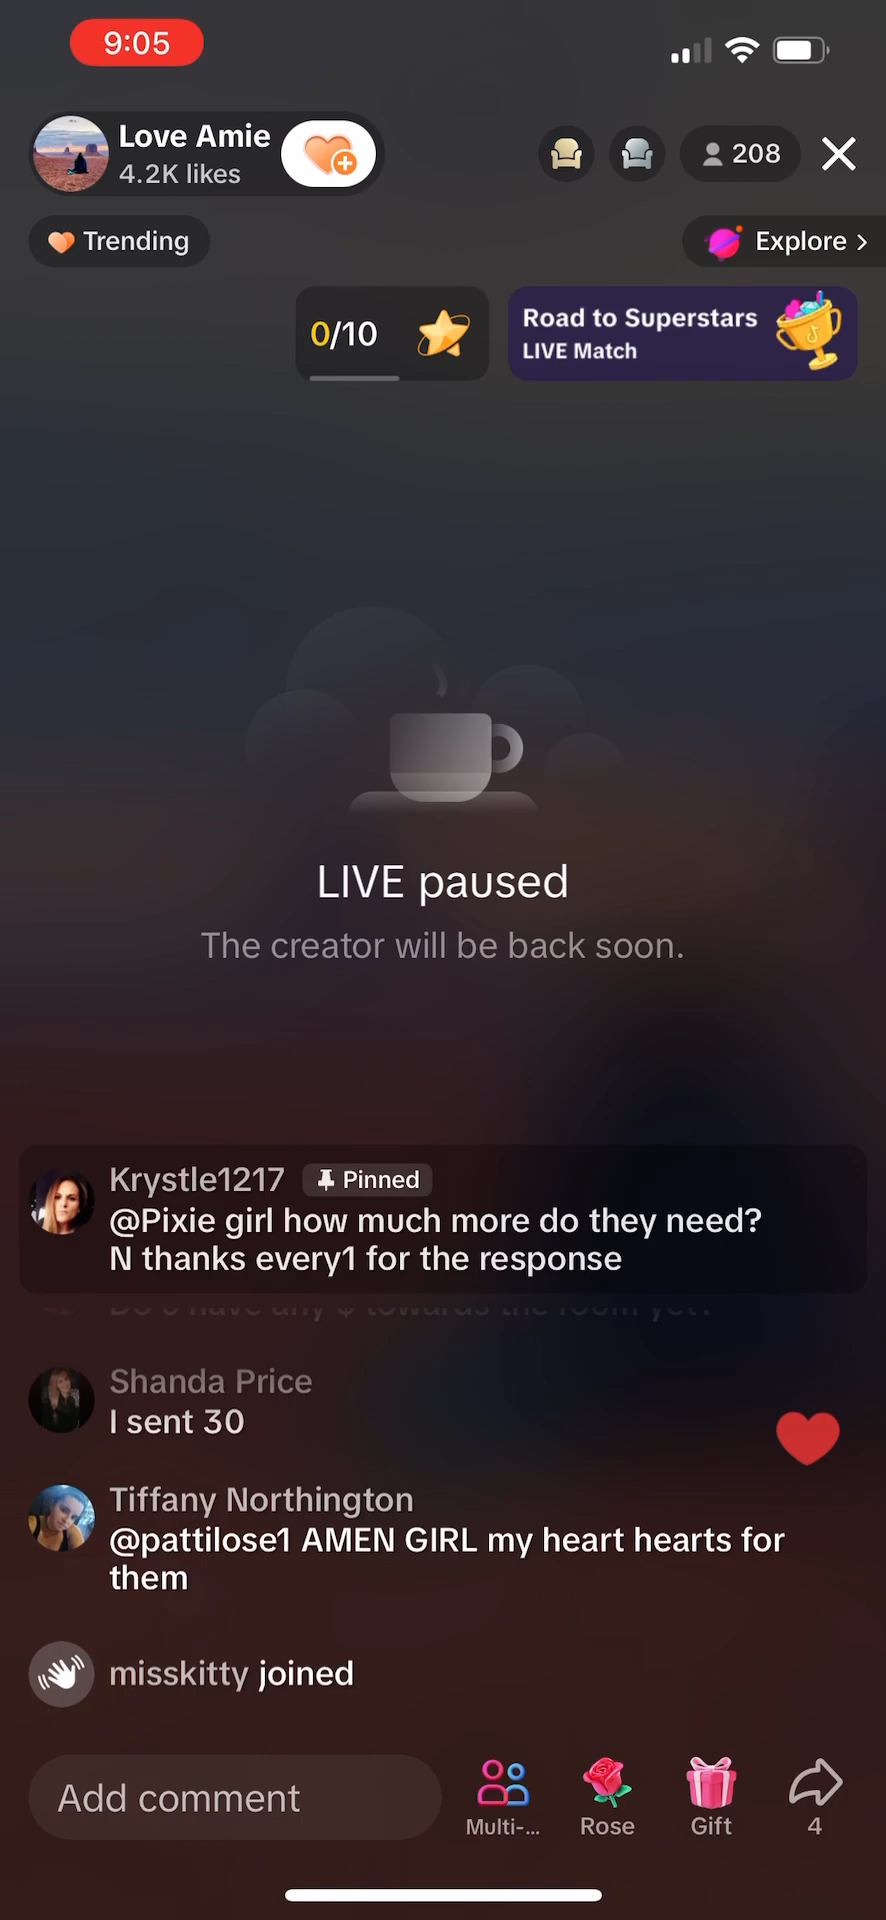 9:05
Love Amie
4.2K likes
208
Trending
Explore >
0/10
Road to Superstars
LIVE Match
LIVE paused
The creator will be back soon.
Krystle1217 Pinned
@Pixie girl how much more do they need?
N thanks every1 for the response
Shanda Price
I sent 30
Tiffany Northington
@pattilose1 AMEN GIRL my heart hearts for
them
misskitty joined
Add comment
Multi-...
Rose
Gift
4